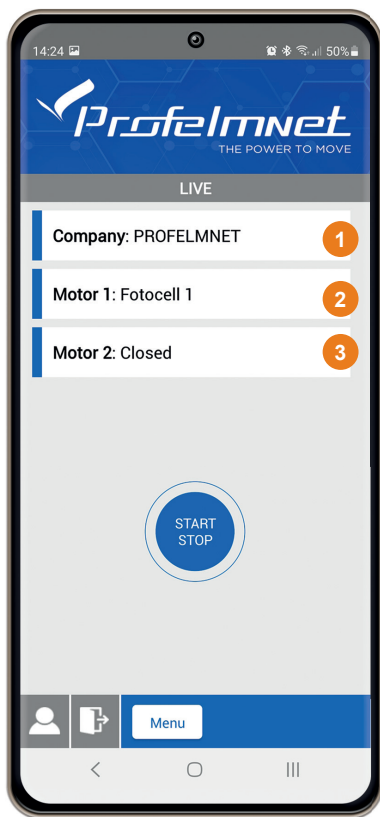 14:24 50%
Profelmnet
THE POWER TO MOVE
LIVE
Company: PROFELMNET 1
Motor 1: Fotocell 1 2
Motor 2: Closed 3
START
STOP
Menu